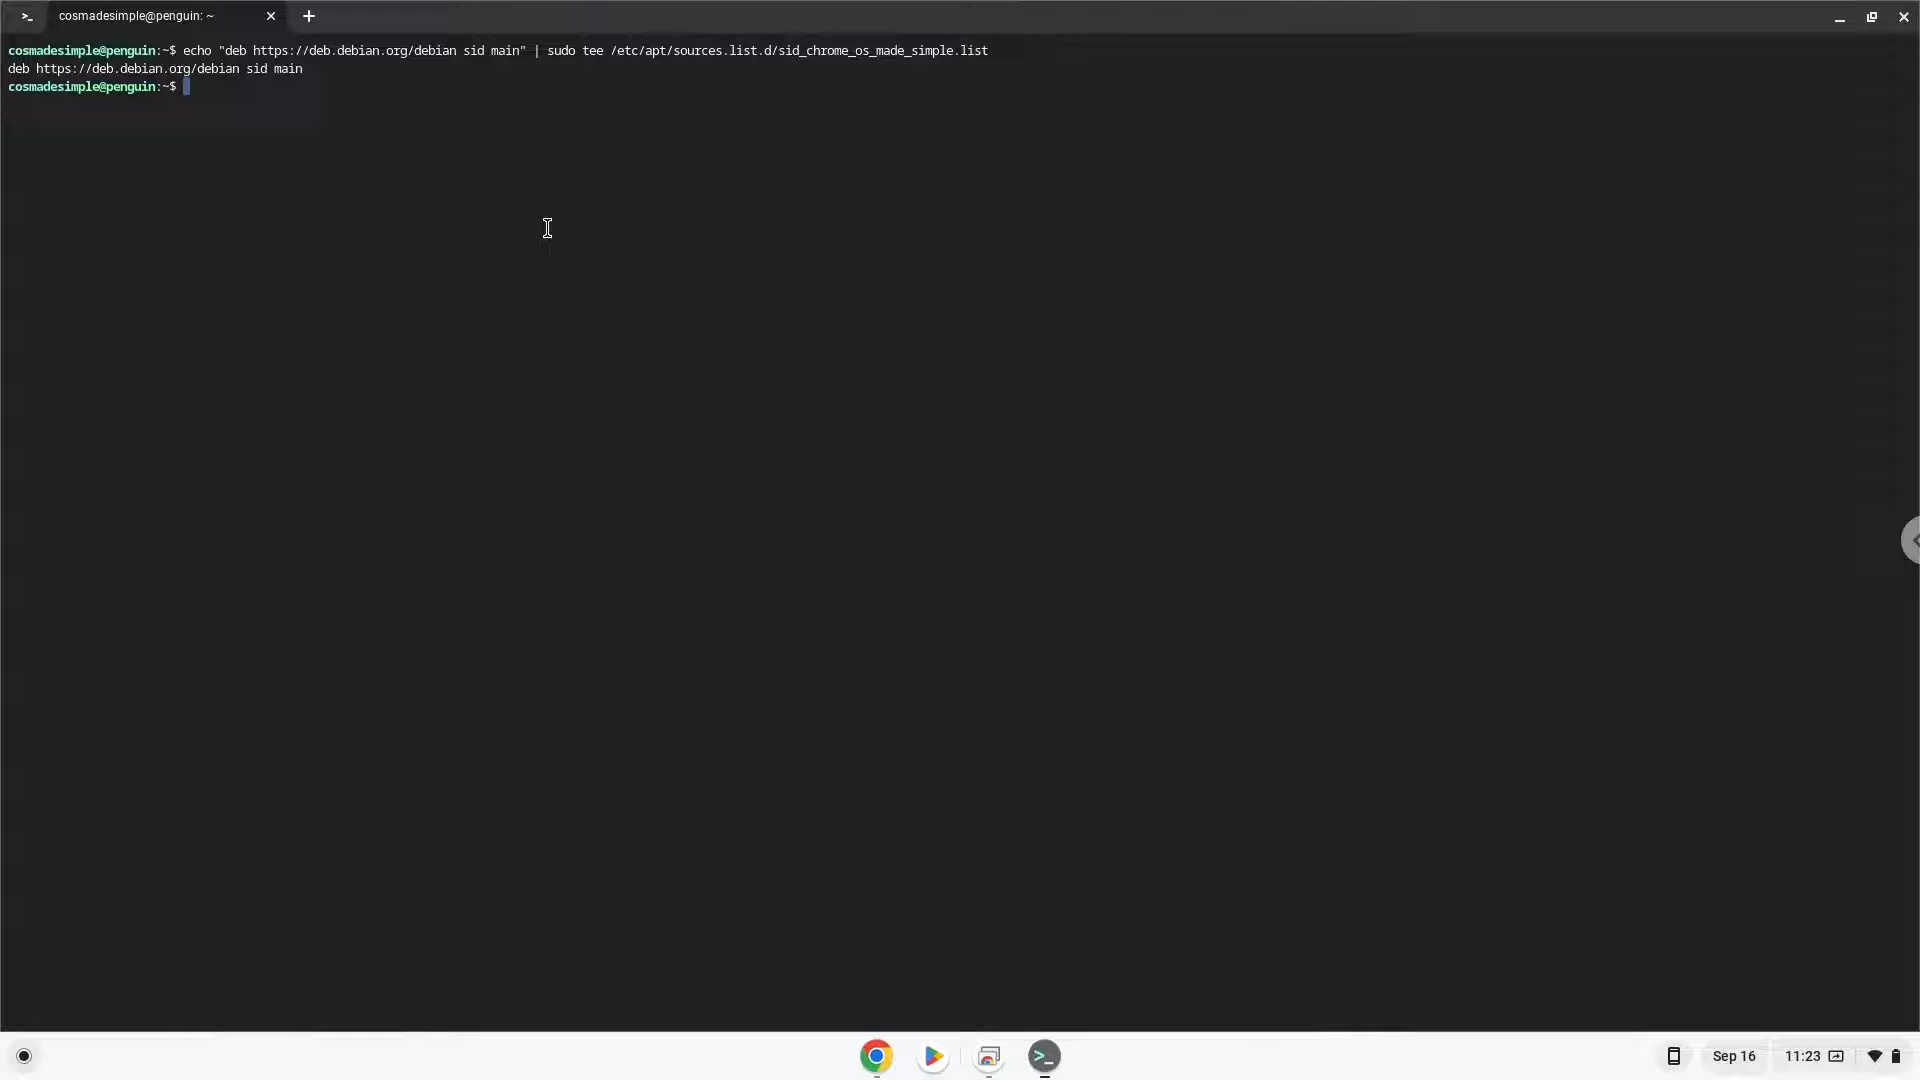 >_ cosmadesimple@penguin: ~
cosmadesimple@penguin:~$ echo "deb https://deb.debian.org/debian sid main" | sudo tee /etc/apt/sources.list.d/sid_chrome_os_made_simple.list
deb https://deb.debian.org/debian sid main
cosmadesimple@penguin:~$
Sep 16 11:23